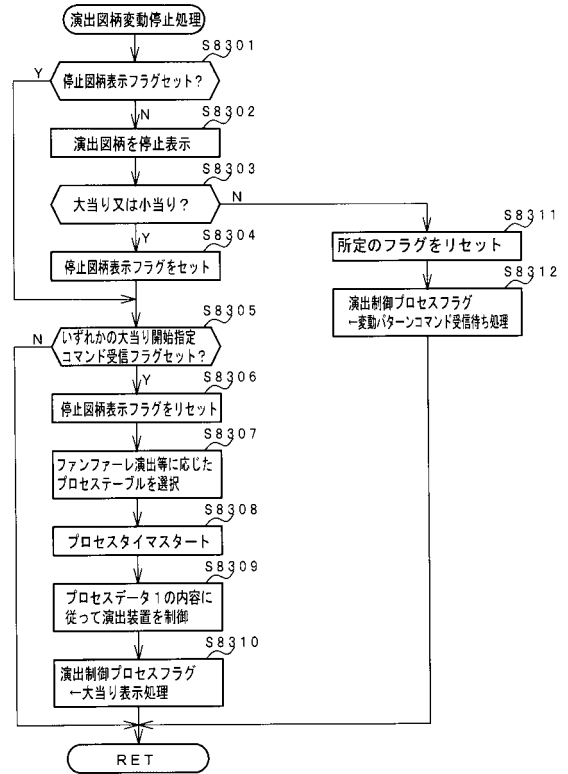 演出図柄変動停止処理
S8301
停止図柄表示フラグセット?
Y
N
S8302
演出図柄を停止表示
S8303
大当り又は小当り?
N
Y
S8304
停止図柄表示フラグをセット
S8311
所定のフラグをリセット
S8312
演出制御プロセスフラグ
←変動パターンコマンド受信待ち処理
S8305
いずれかの大当り開始指定
コマンド受信フラグセット?
N
Y
S8306
停止図柄表示フラグをリセット
S8307
ファンファーレ演出等に応じた
プロセステーブルを選択
S8308
プロセスタイマスタート
S8309
プロセスデータ1の内容に
従って演出装置を制御
S8310
演出制御プロセスフラグ
←大当り表示処理
RET